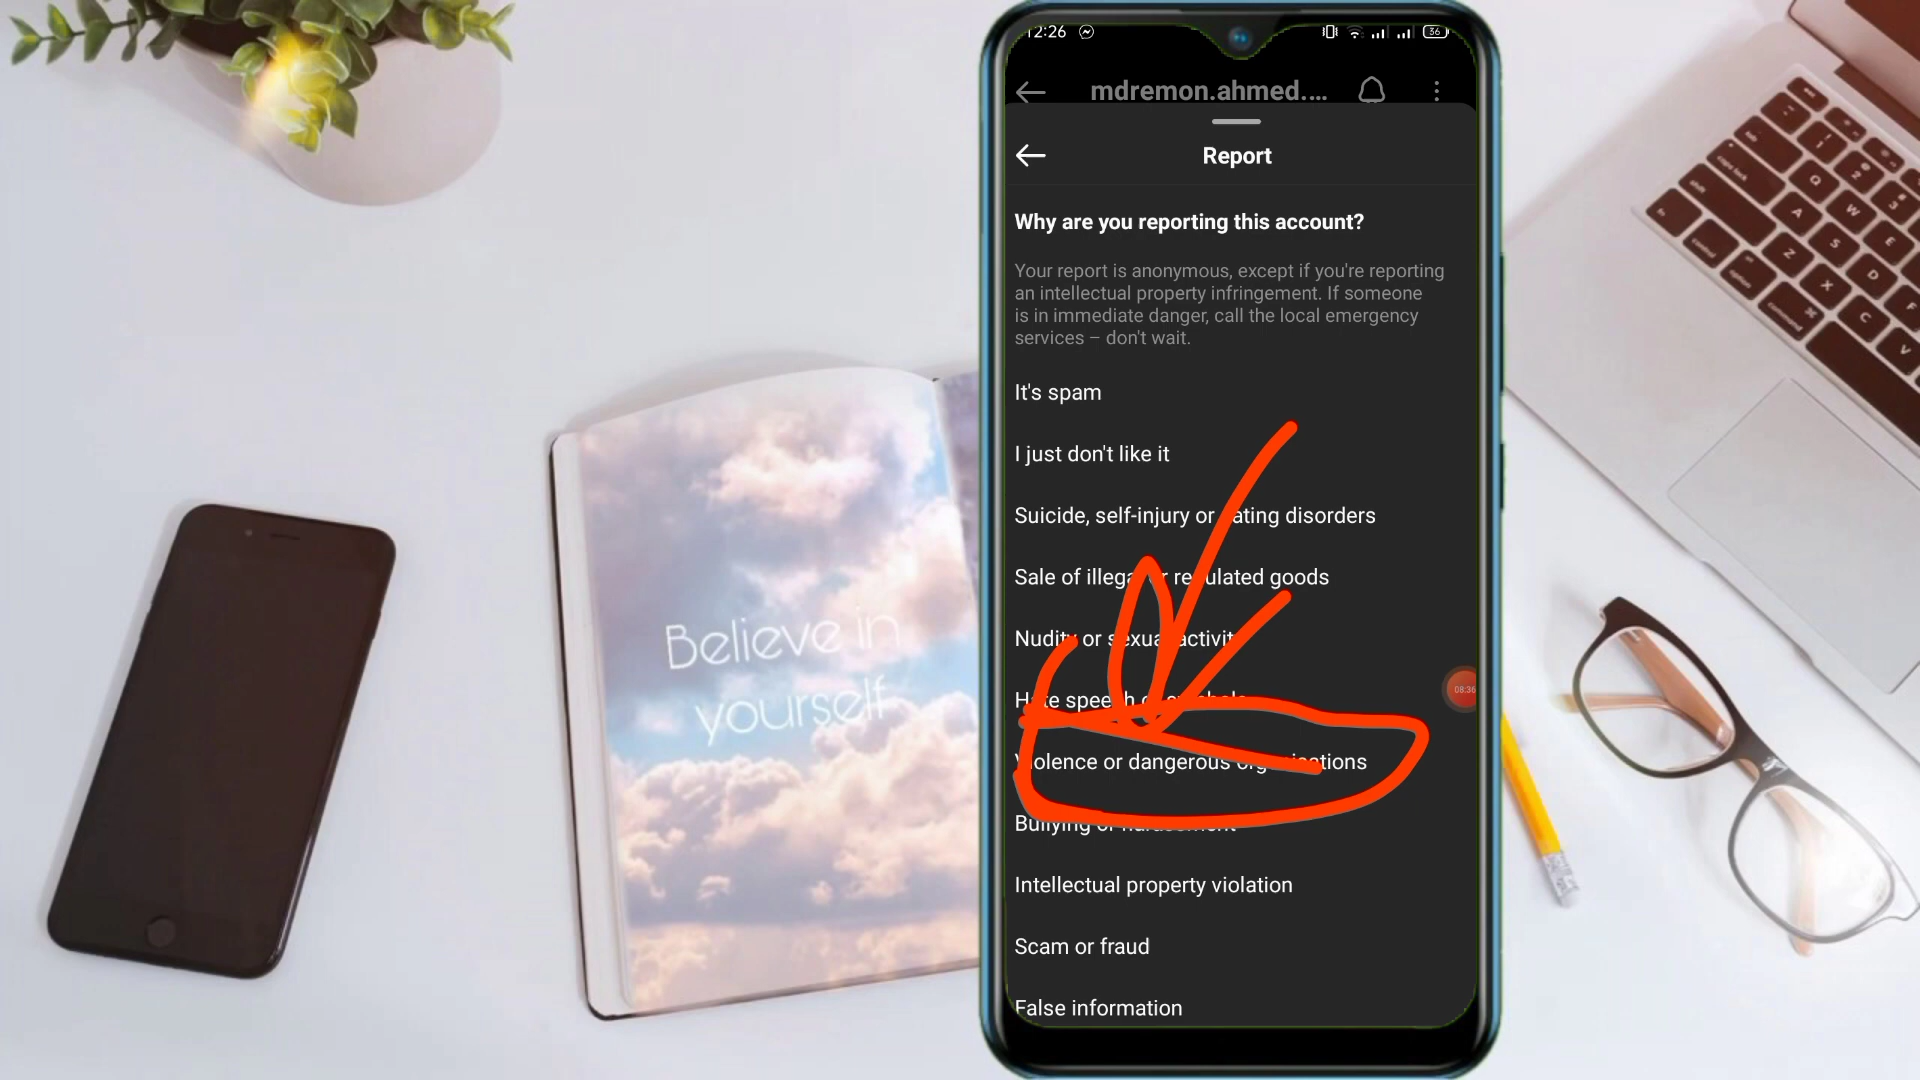 12:26
36
mdremon.ahmed....
Report
Why are you reporting this account?
Your report is anonymous, except if you're reporting
an intellectual property infringement. If someone
is in immediate danger, call the local emergency
services – don't wait.
It's spam
I just don't like it
Suicide, self-injury or eating disorders
Sale of illegal or regulated goods
Nudity or sexual activity
Hate speech or symbols
08:36
Violence or dangerous organisations
Bullying or harassment
Intellectual property violation
Scam or fraud
False information
Believe in
yourself